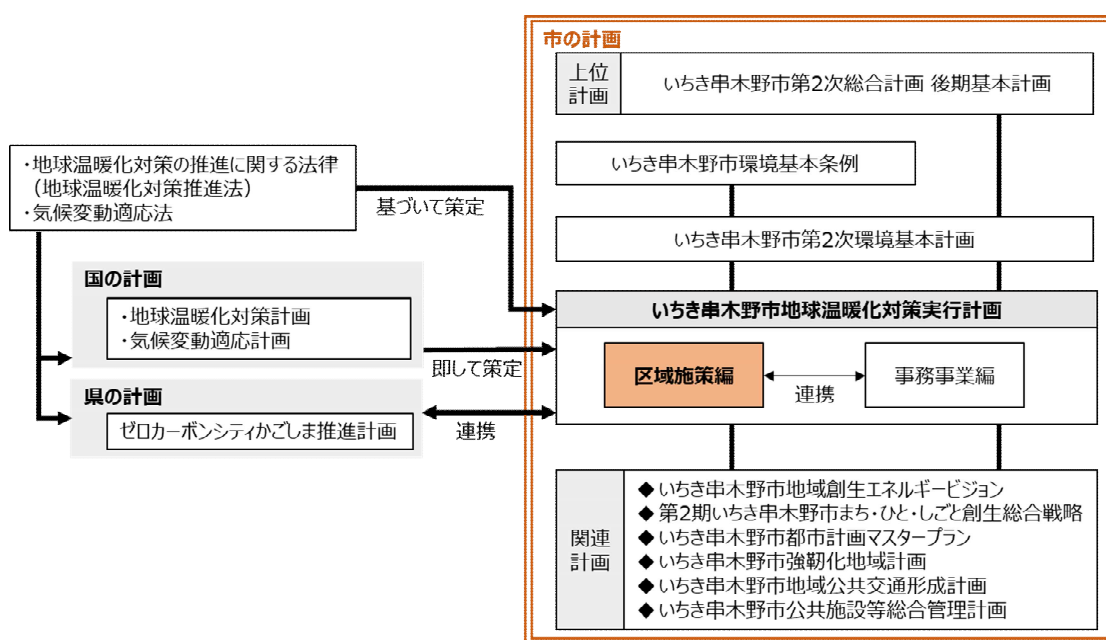 市の計画
上位
計画
いちき串木野市第2次総合計画 後期基本計画
いちき串木野市環境基本条例
いちき串木野市第2次環境基本計画
・地球温暖化対策の推進に関する法律
（地球温暖化対策推進法）
・気候変動適応法
基づいて策定
国の計画
・地球温暖化対策計画
・気候変動適応計画
即して策定
県の計画
ゼロカーボンシティかごしま推進計画
連携
いちき串木野市地球温暖化対策実行計画
区域施策編
連携
事務事業編
関連
計画
◆いちき串木野市地域創生エネルギービジョン
◆第2期いちき串木野市まち・ひと・しごと創生総合戦略
◆いちき串木野市都市計画マスタープラン
◆いちき串木野市強靭化地域計画
◆いちき串木野市地域公共交通形成計画
◆いちき串木野市公共施設等総合管理計画